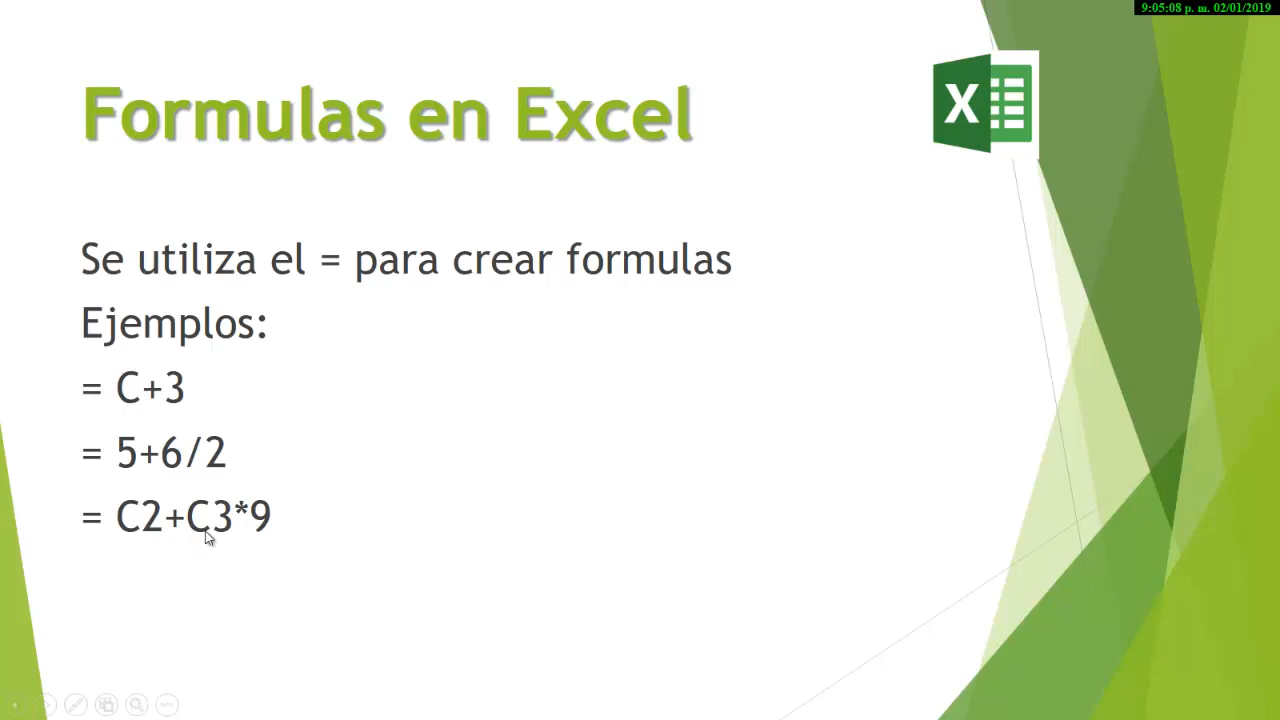 9:05:08 p. m. 02/01/2019
Formulas en Excel
X
Se utiliza el = para crear formulas
Ejemplos:
= C+3
= 5+6/2
= C2+C3*9